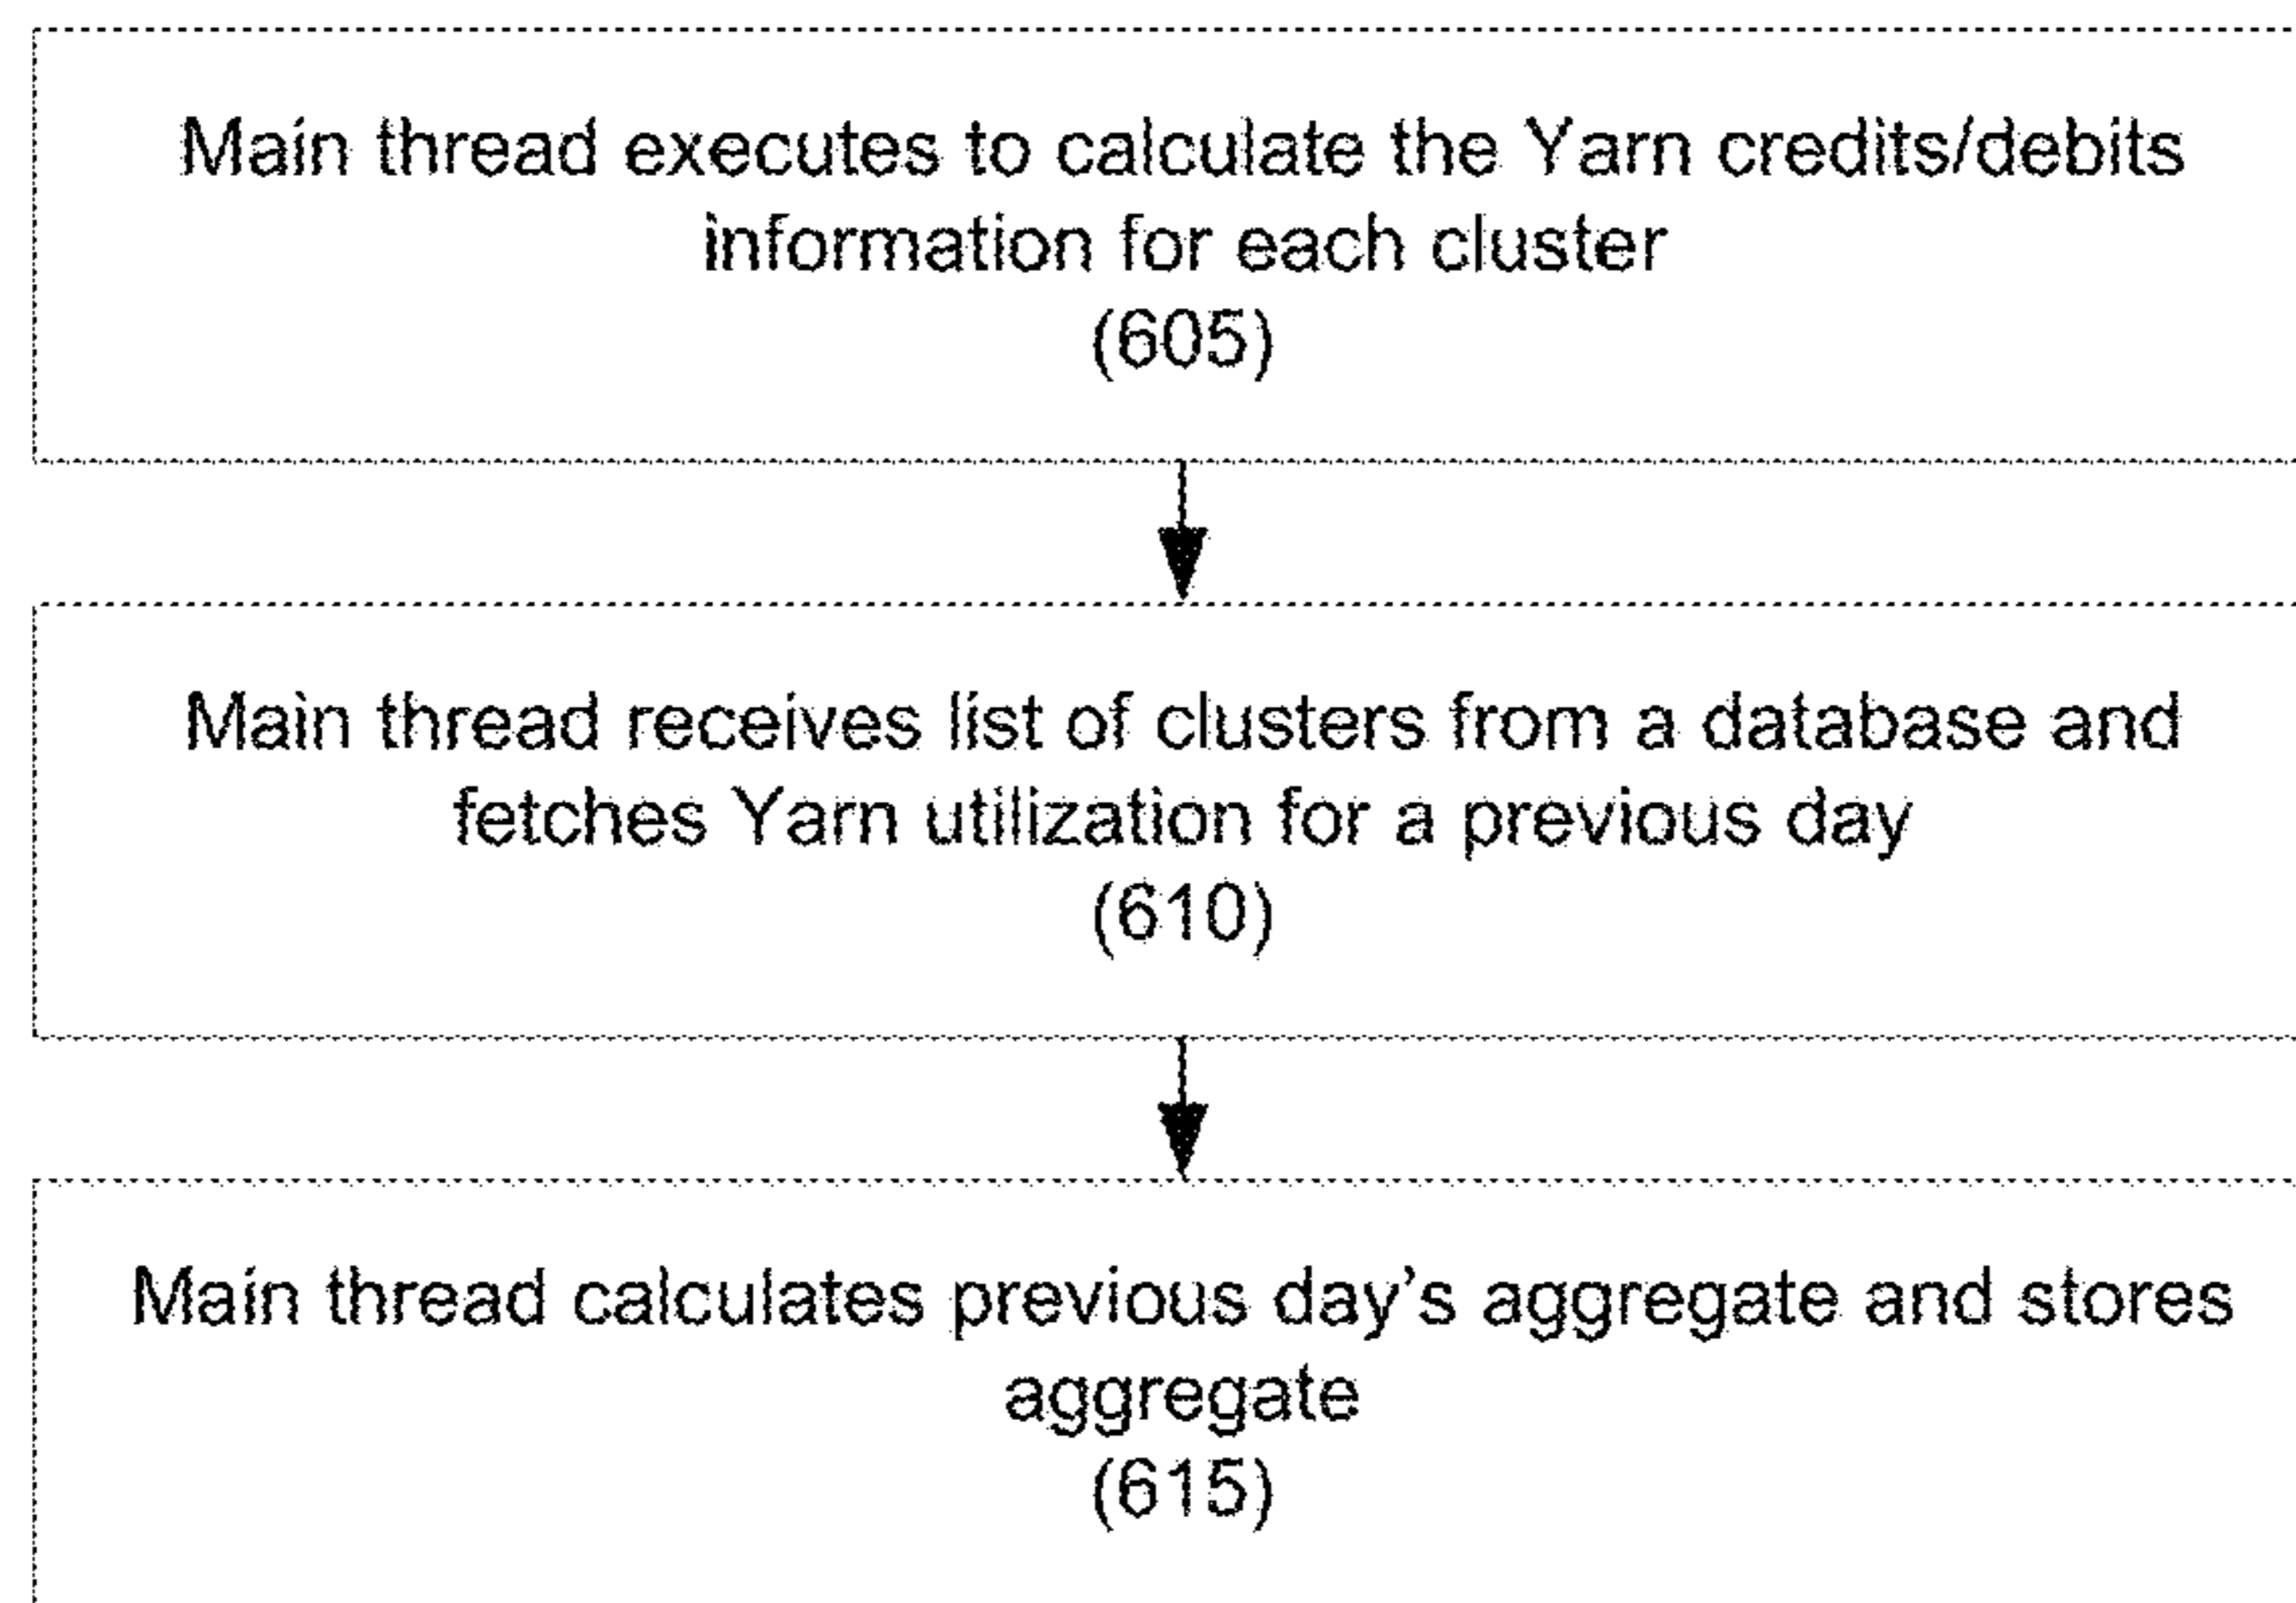 Main thread executes to calculate the Yarn credits/debits
information for each cluster
(605)
Main thread receives list of clusters from a database and
fetches Yarn utilization for a previous day
(610)
Main thread calculates previous day’s aggregate and stores
aggregate
(615)